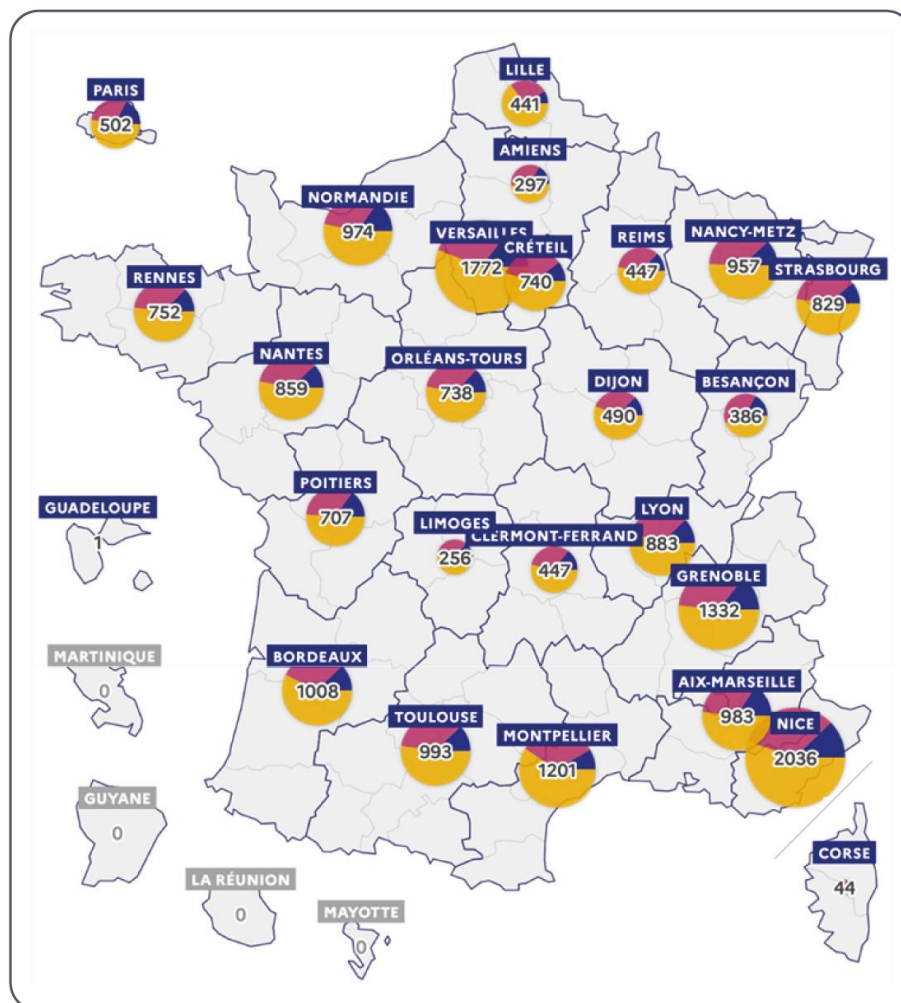 LILLE
441
PARIS
502
AMIENS
297
NORMANDIE
974
VERSAILLES
1772
CRÉTEIL
740
REIMS
447
NANCY-METZ
957
STRASBOURG
829
RENNES
752
NANTES
859
ORLÉANS-TOURS
738
DIJON
490
BESANÇON
386
POITIERS
707
LIMOGES
256
CLERMONT-FERRAND
447
LYON
883
GRENOBLE
1332
GUADELOUPE
1
MARTINIQUE
0
BORDEAUX
1008
TOULOUSE
993
MONTPELLIER
1201
AIX-MARSEILLE
983
NICE
2036
GUYANE
0
LA RÉUNION
0
MAYOTTE
0
CORSE
44